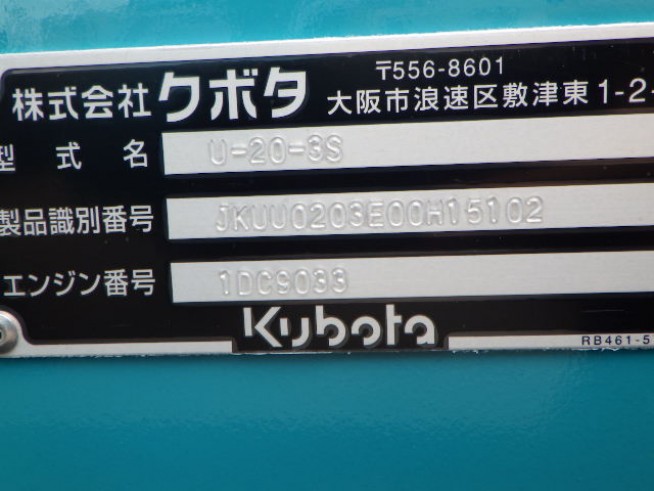 〒556-8601
株式会社クボタ 大阪市浪速区敷津東1-2-
型式名 U=20=3S
製品識別番号 JKUU0203E00H15102
エンジン番号 1DC9033
Kubota
RB461-5